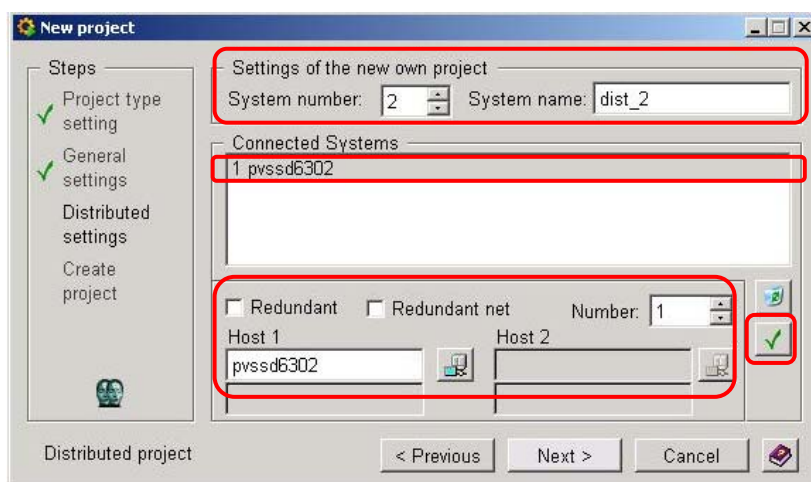 New project
Steps
Project type
setting
General
settings
Distributed
settings
Create
project
Settings of the new own project
System number: 2 System name: dist_2
Connected Systems
1 pvssd6302
Redundant Redundant net Number: 1
Host 1 Host 2
pvssd6302
Distributed project < Previous Next > Cancel